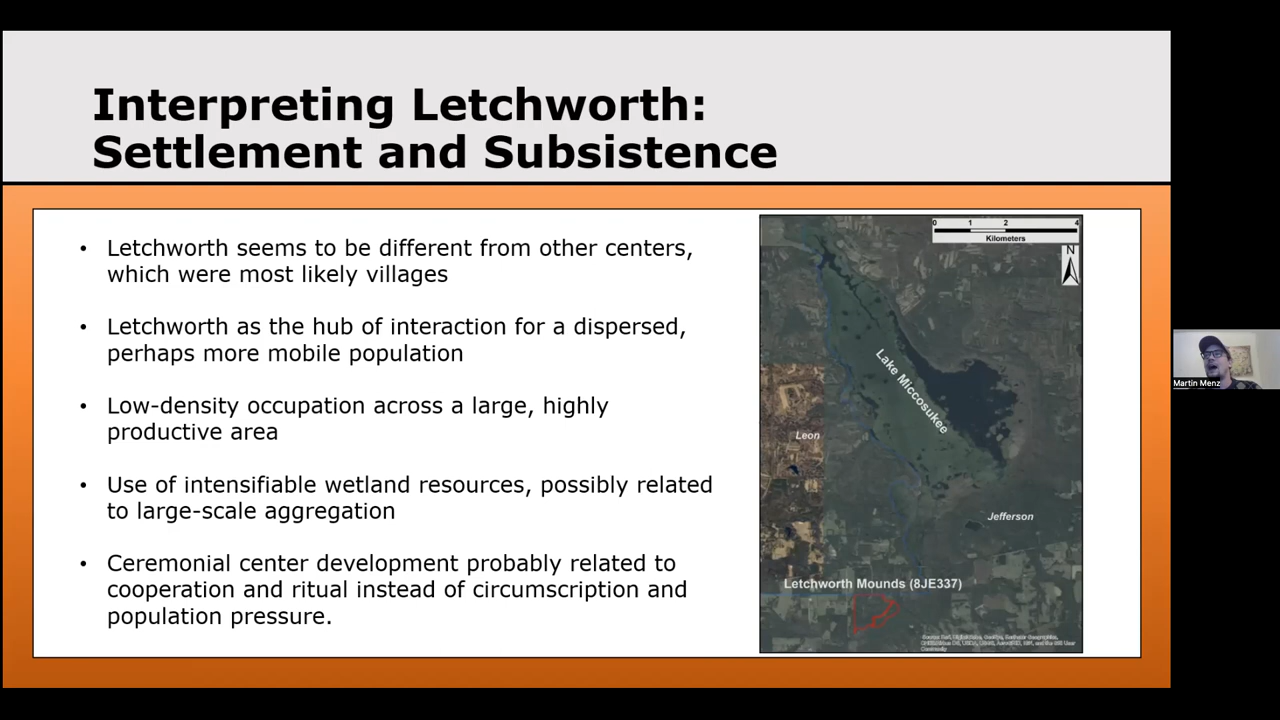 Interpreting Letchworth:
Settlement and Subsistence
• Letchworth seems to be different from other centers,
which were most likely villages
• Letchworth as the hub of interaction for a dispersed,
perhaps more mobile population
• Low-density occupation across a large, highly
productive area
• Use of intensifiable wetland resources, possibly related
to large-scale aggregation
• Ceremonial center development probably related to
cooperation and ritual instead of circumscription and
population pressure.
0 1 2 4
Kilometers
N
Lake Miccosukee
Leon
Jefferson
Letchworth Mounds (8JE337)
Community
Martin Menz